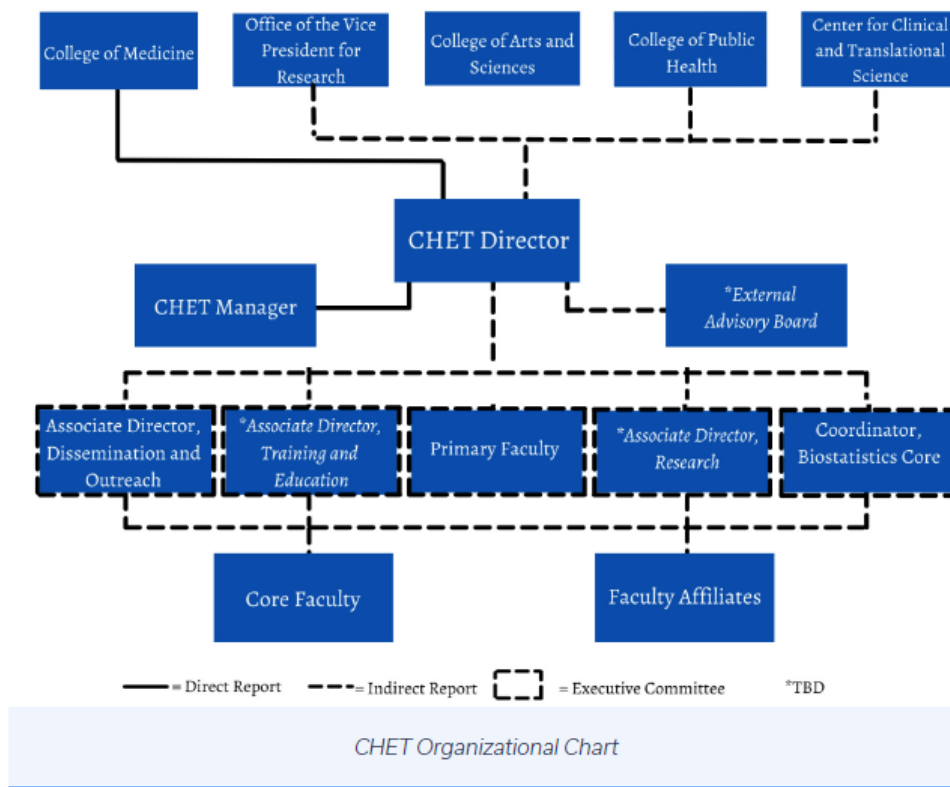 College of Medicine
Office of the Vice
President for
Research
College of Arts and
Sciences
College of Public
Health
Center for Clinical
and Translational
Science
CHET Director
CHET Manager
*External
Advisory Board
Associate Director,
Dissemination and
Outreach
*Associate Director,
Training and
Education
Primary Faculty
*Associate Director,
Research
Coordinator,
Biostatistics Core
Core Faculty
Faculty Affiliates
= Direct Report
= Indirect Report
= Executive Committee
*TBD
CHET Organizational Chart